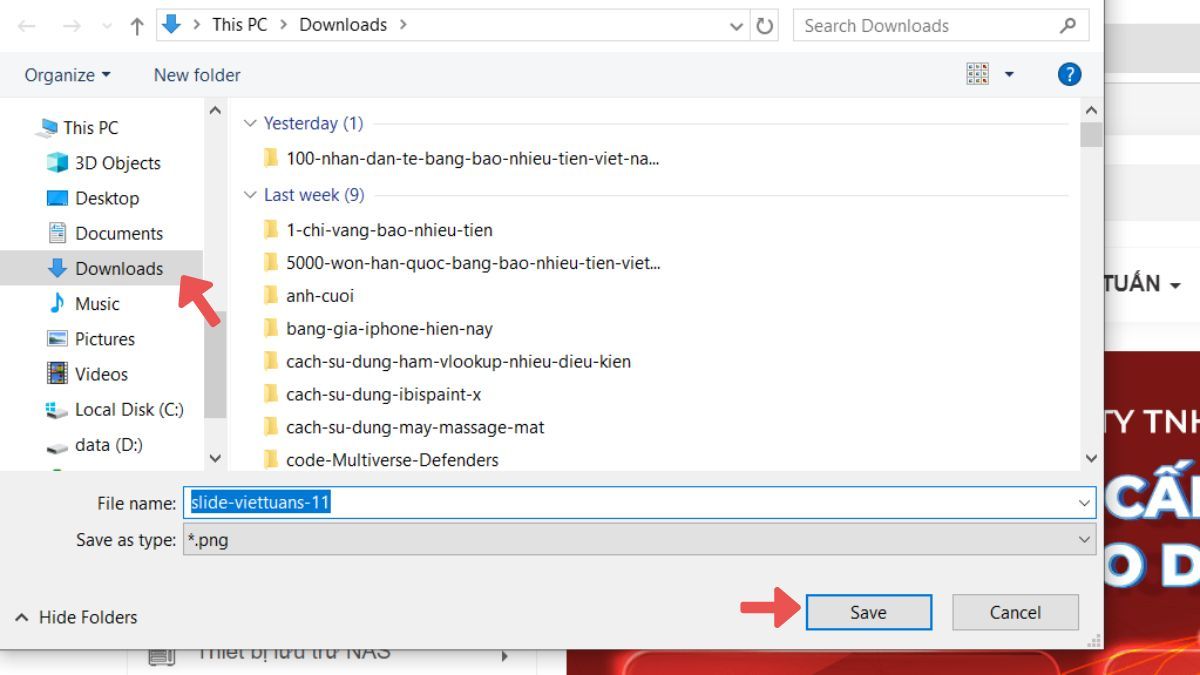 This PC > Downloads >
Search Downloads
Organize
New folder
?
This PC
3D Objects
Desktop
Documents
Downloads
Music
Pictures
Videos
Local Disk (C:)
data (D:)
Yesterday (1)
100-nhan-dan-te-bang-bao-nhieu-tien-viet-na...
Last week (9)
1-chi-vang-bao-nhieu-tien
5000-won-han-quoc-bang-bao-nhieu-tien-viet...
anh-cuoi
bang-gia-iphone-hien-nay
cach-su-dung-ham-vlookup-nhieu-dieu-kien
cach-su-dung-ibispaint-x
cach-su-dung-may-massage-mat
code-Multiverse-Defenders
File name: slide-viettuans-11
Save as type: *.png
Hide Folders
Save
Cancel
TUẤN
TY TNH
CẤ
O D
Thiết bị lưu trữ NAS